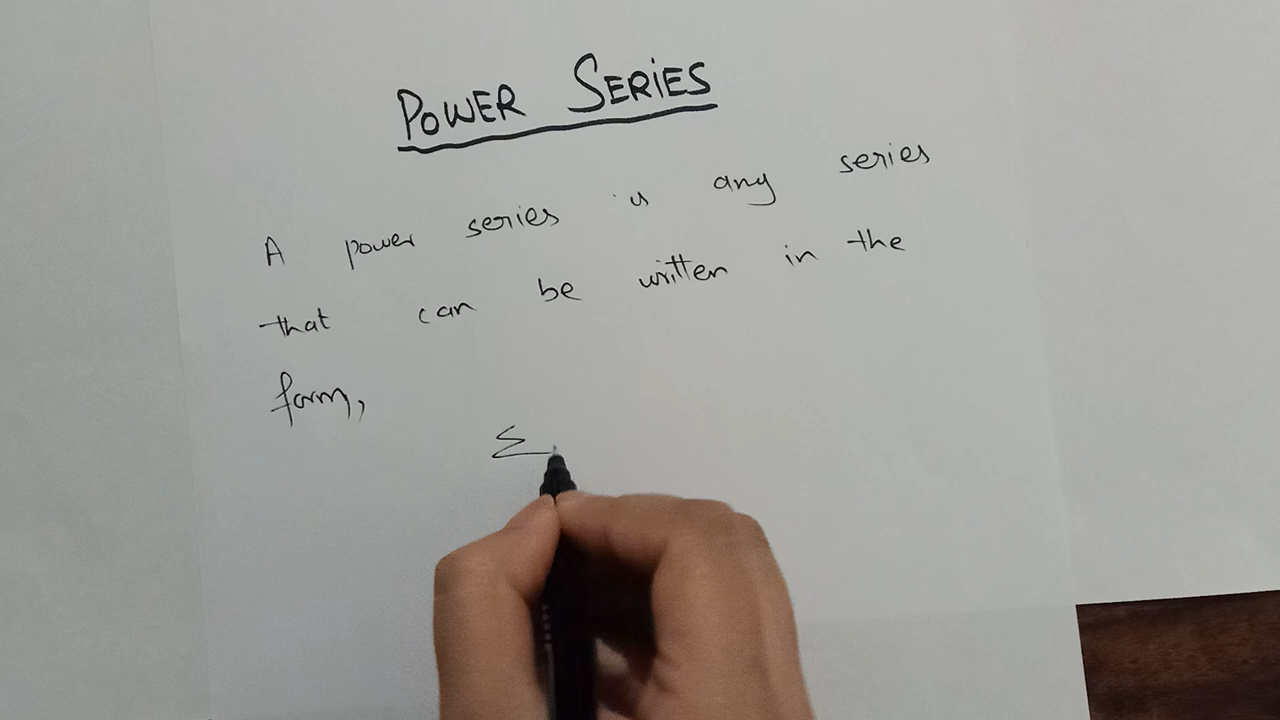 POWER SERIES
A power series is any series
that can be written in the
form,
Σ